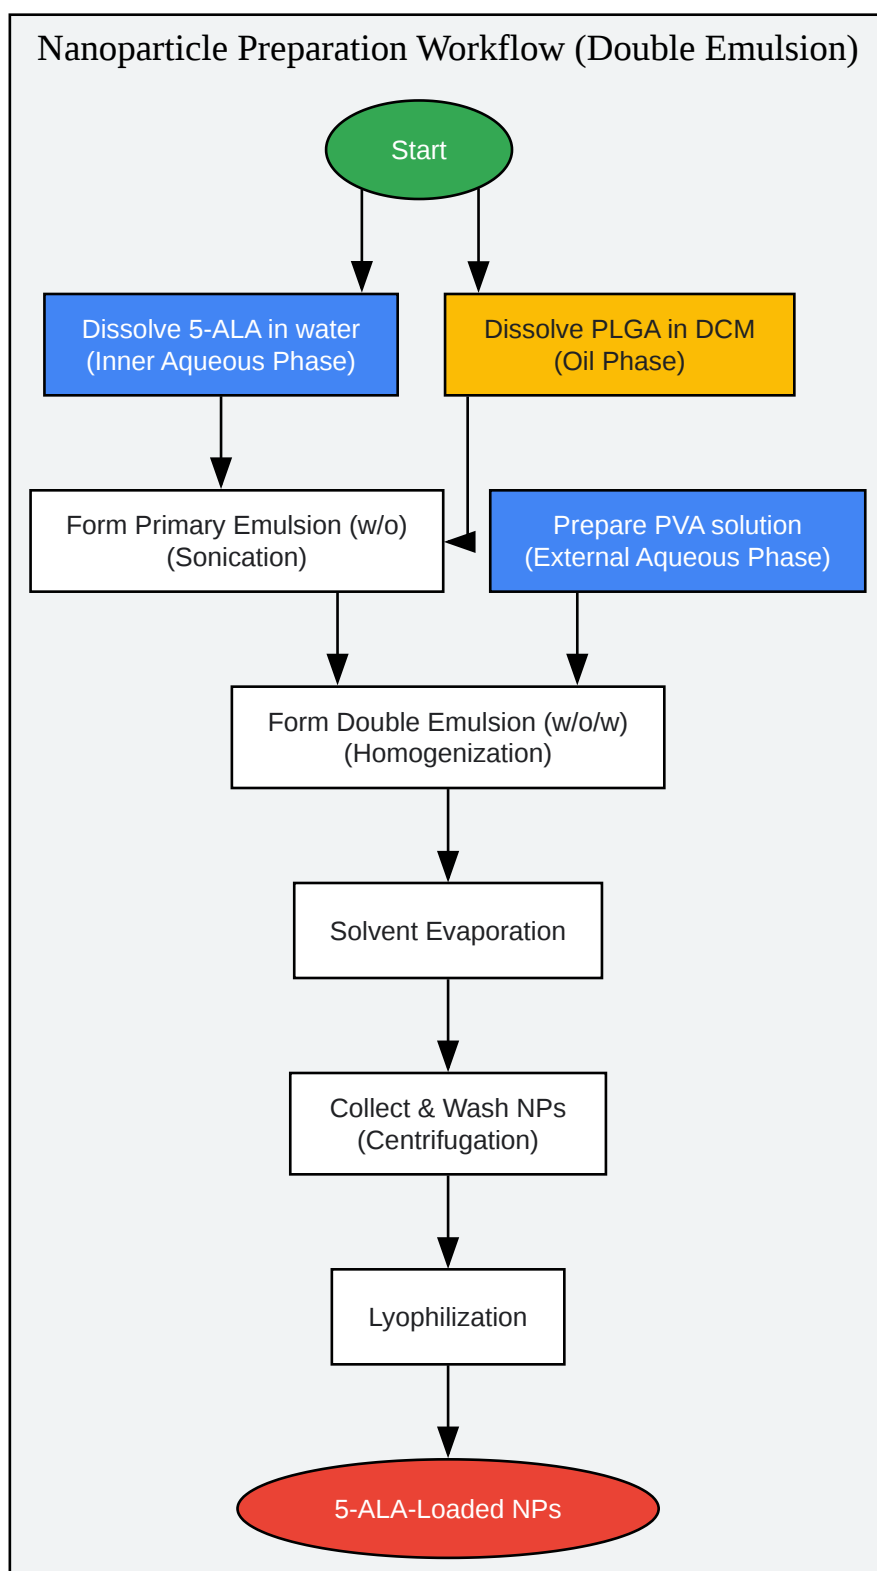 Nanoparticle Preparation Workflow (Double Emulsion)
Start
Dissolve 5-ALA in water
(Inner Aqueous Phase)
Dissolve PLGA in DCM
(Oil Phase)
Form Primary Emulsion (w/o)
(Sonication)
Prepare PVA solution
(External Aqueous Phase)
Form Double Emulsion (w/o/w)
(Homogenization)
Solvent Evaporation
Collect & Wash NPs
(Centrifugation)
Lyophilization
5-ALA-Loaded NPs